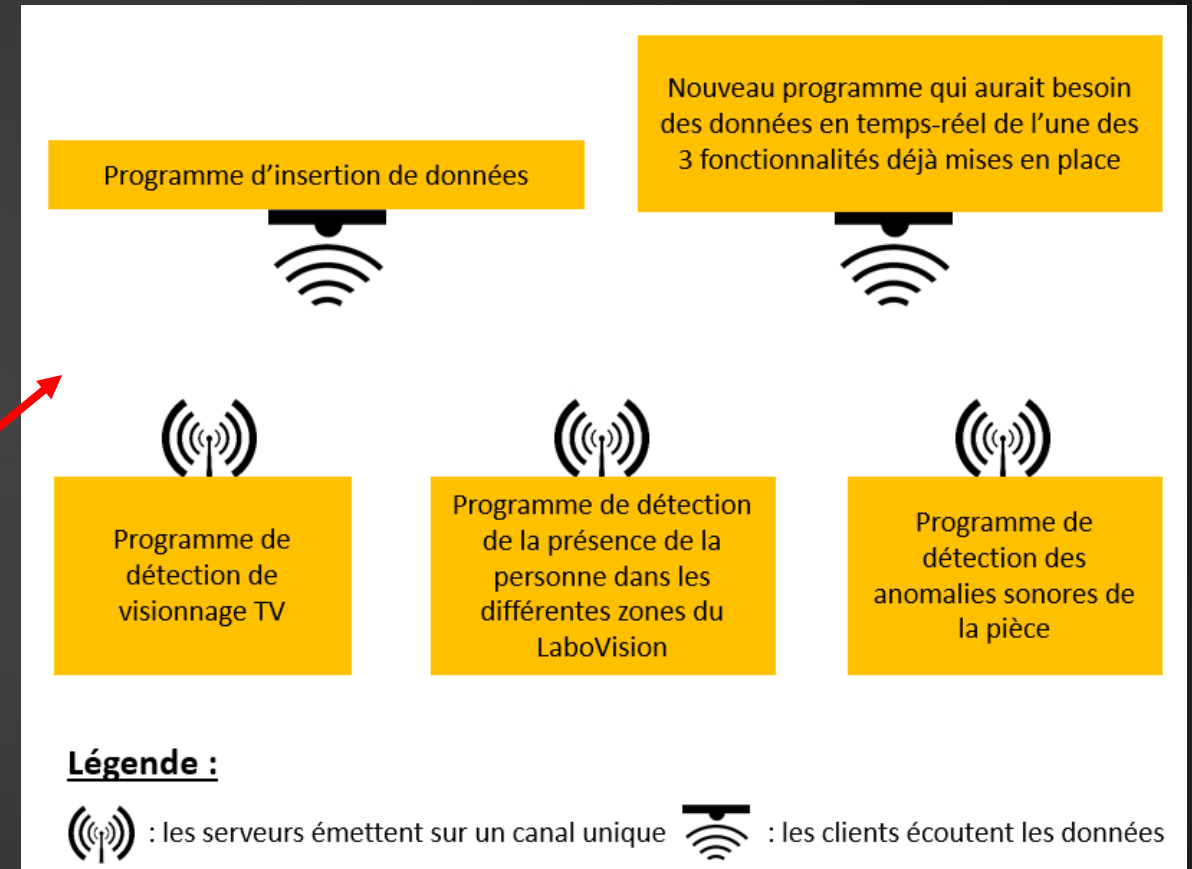 Programme d’insertion de données
Nouveau programme qui aurait besoin
des données en temps-réel de l’une des
3 fonctionnalités déjà mises en place
Programme de
détection de
visionnage TV
Programme de détection
de la présence de la
personne dans les
différentes zones du
LaboVision
Programme de
détection des
anomalies sonores de
la pièce
Légende :
: les serveurs émettent sur un canal unique
: les clients écoutent les données